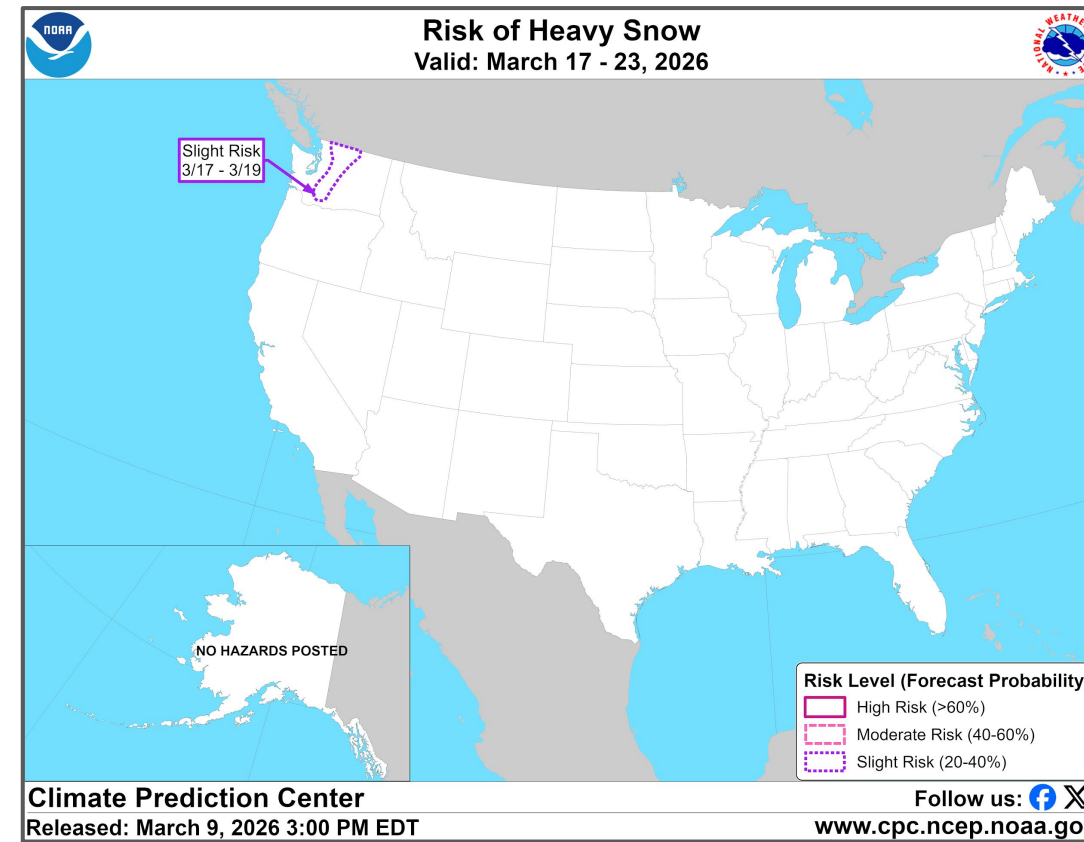 NOAA
Risk of Heavy Snow
Valid: March 17 - 23, 2026
Slight Risk
3/17 - 3/19
NO HAZARDS POSTED
Risk Level (Forecast Probability
High Risk (>60%)
Moderate Risk (40-60%)
Slight Risk (20-40%)
Climate Prediction Center
Follow us:
Released: March 9, 2026 3:00 PM EDT
www.cpc.ncep.noaa.go